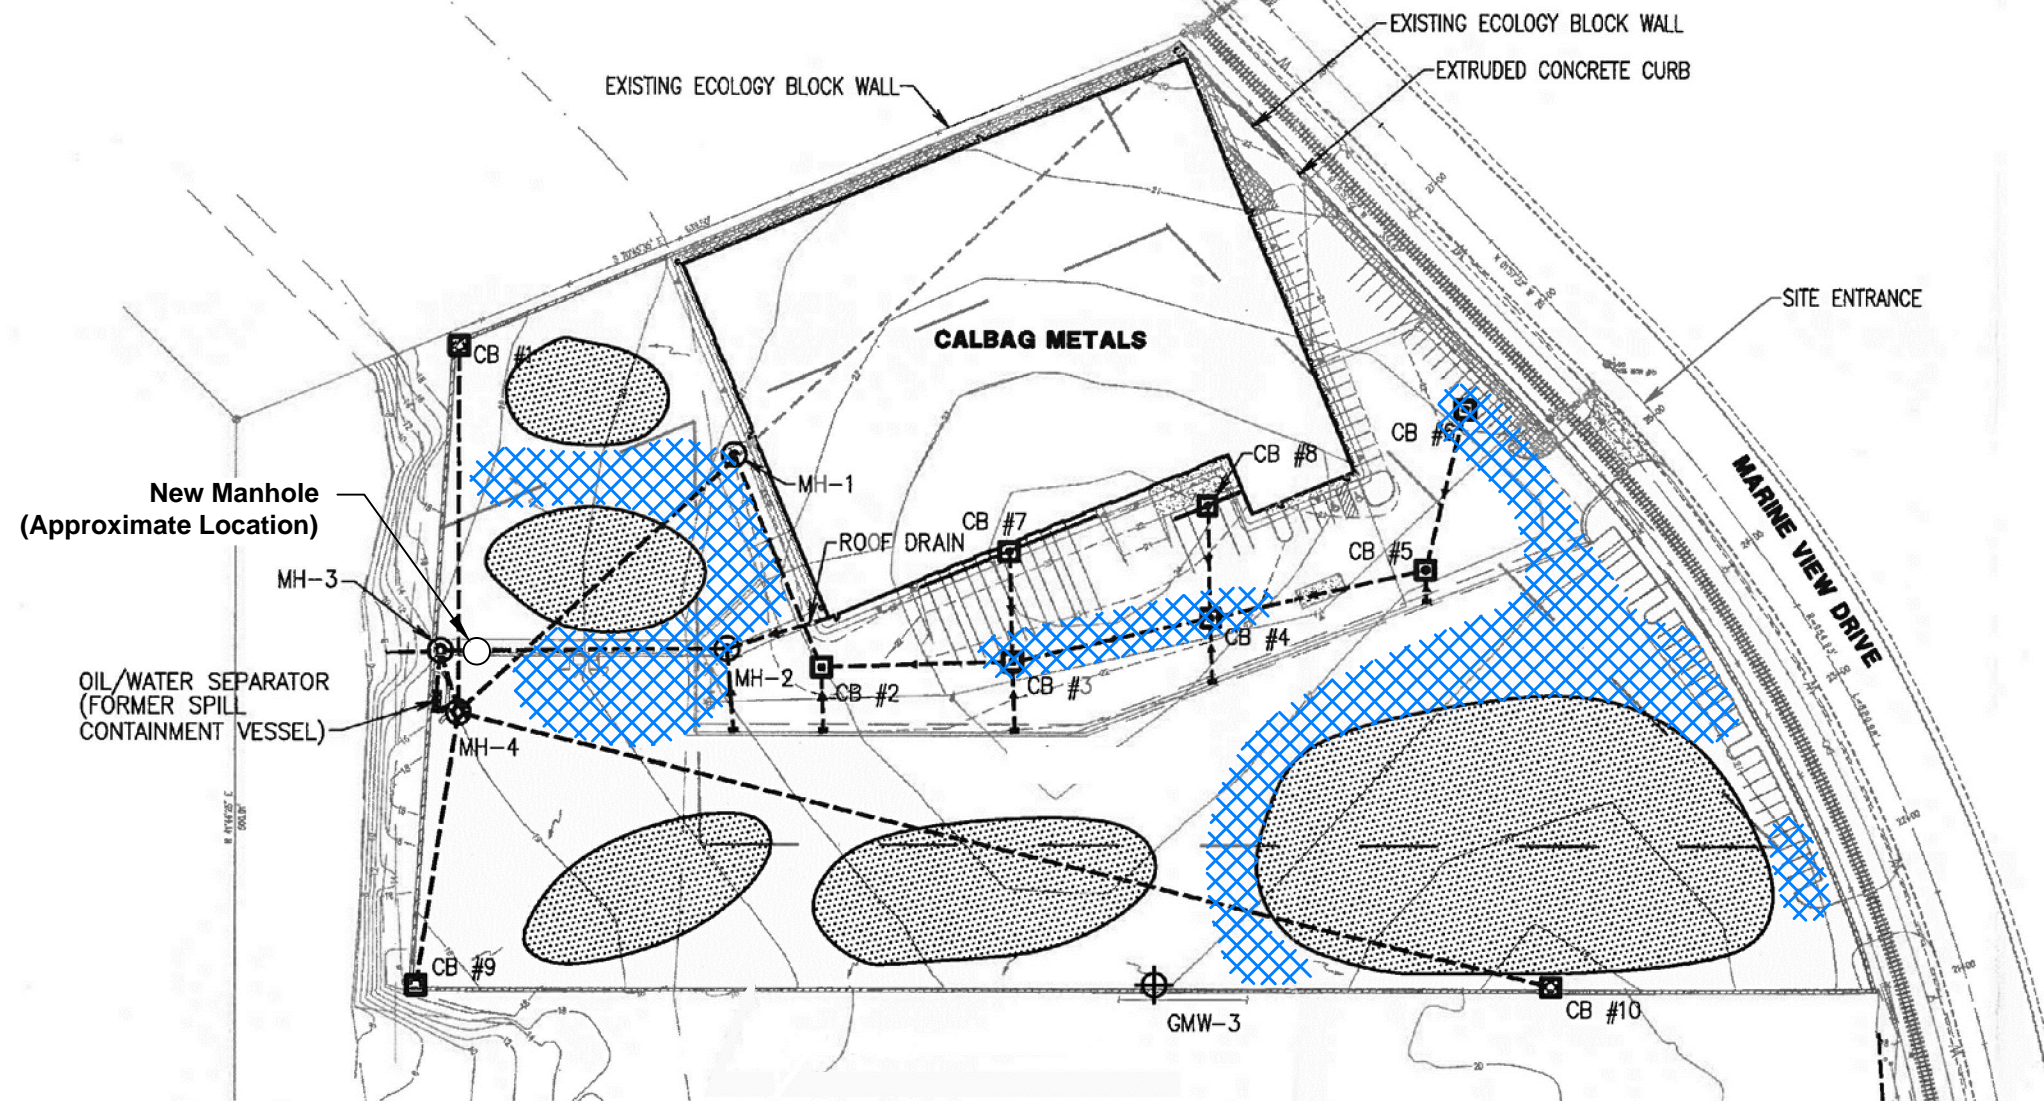 EXISTING ECOLOGY BLOCK WALL
EXTRUDED CONCRETE CURB
EXISTING ECOLOGY BLOCK WALL
SITE ENTRANCE
CALBAG METALS
CB #1
CB #
CB #8
MH-1
New Manhole
(Approximate Location)
CB #7
ROOF DRAIN
CB #5
MH-3
MARINE VIEW DRIVE
CB #4
OIL/WATER SEPARATOR
(FORMER SPILL
CONTAINMENT VESSEL)
MH-2
CB #2
CB #3
MH-4
CB #9
CB #10
GMW-3